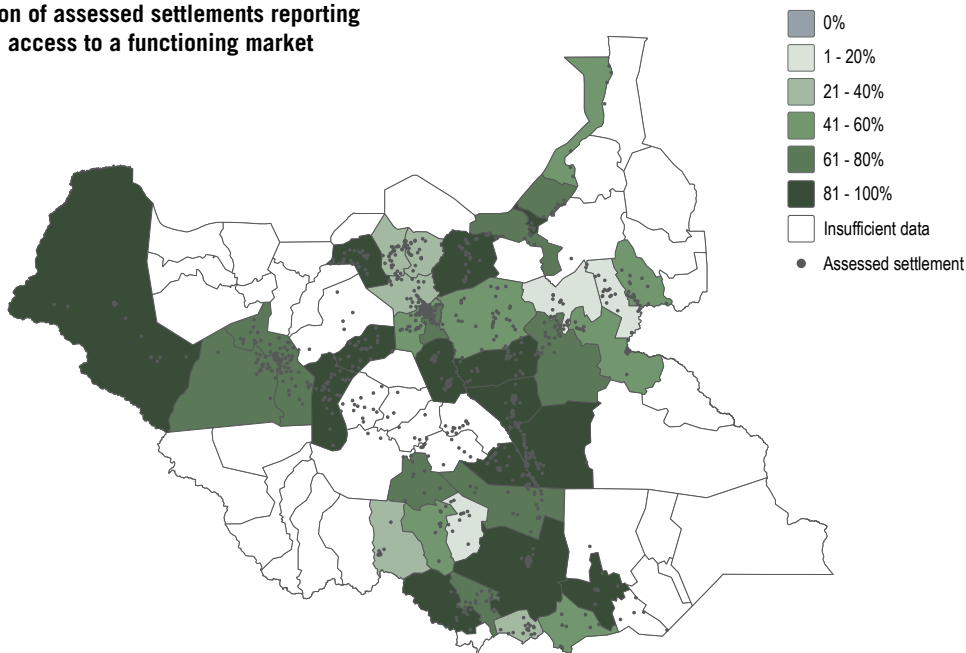 on of assessed settlements reporting
access to a functioning market
0%
1 - 20%
21 - 40%
41 - 60%
61 - 80%
81 - 100%
Insufficient data
Assessed settlement